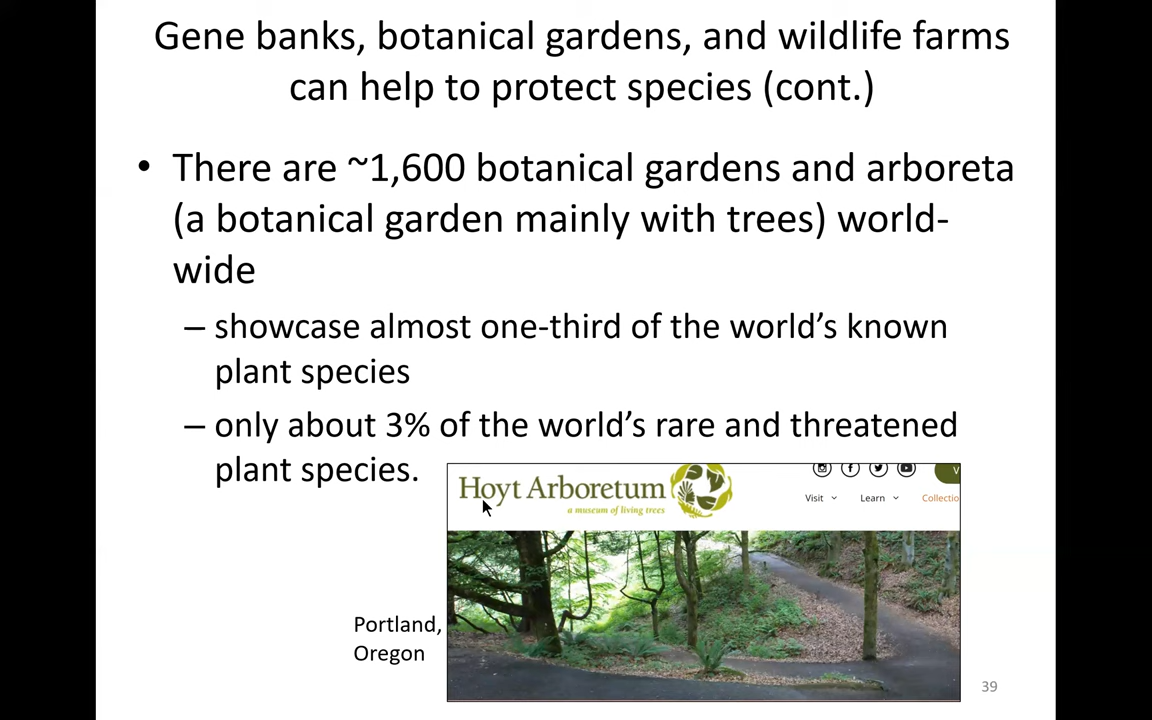 Gene banks, botanical gardens, and wildlife farms
can help to protect species (cont.)
• There are ~1,600 botanical gardens and arboreta
(a botanical garden mainly with trees) world-
wide
– showcase almost one-third of the world’s known
plant species
– only about 3% of the world’s rare and threatened
plant species.
Hoyt Arboretum
a museum of living trees
V
Visit Learn Collectio
Portland,
Oregon
39